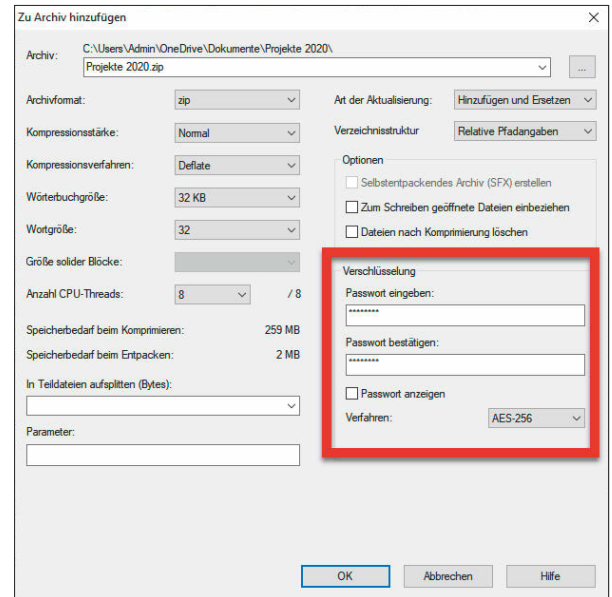 Zu Archiv hinzufügen
Archiv:
C:\Users\Admin\OneDrive\Dokumente\Projekte 2020\
Projekte 2020.zip
...
Archivformat:
zip
Kompressionsstärke:
Normal
Kompressionsverfahren:
Deflate
Wörterbuchgröße:
32 KB
Wortgröße:
32
Größe solider Blöcke:
Anzahl CPU-Threads:
8
/ 8
Speicherbedarf beim Komprimieren:
259 MB
Speicherbedarf beim Entpacken:
2 MB
In Teildateien aufsplitten (Bytes):
Parameter:
Art der Aktualisierung:
Hinzufügen und Ersetzen
Verzeichnisstruktur
Relative Pfadangaben
Optionen
Selbstentpackendes Archiv (SFX) erstellen
Zum Schreiben geöffnete Dateien einbeziehen
Dateien nach Komprimierung löschen
Verschlüsselung
Passwort eingeben:
********
Passwort bestätigen:
********
Passwort anzeigen
Verfahren:
AES-256
OK
Abbrechen
Hilfe